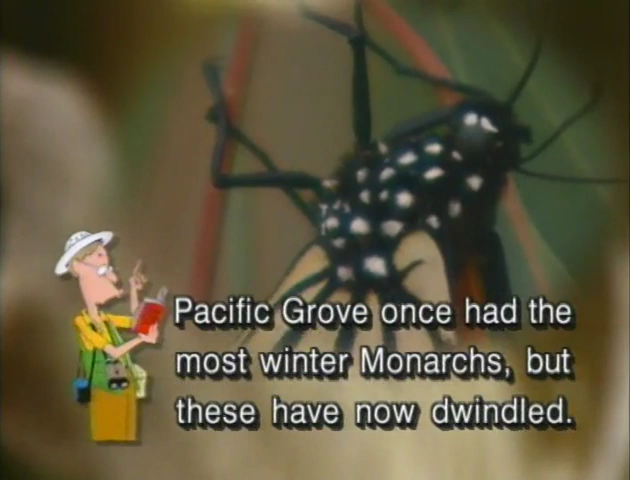 Pacific Grove once had the
most winter Monarchs, but
these have now dwindled.